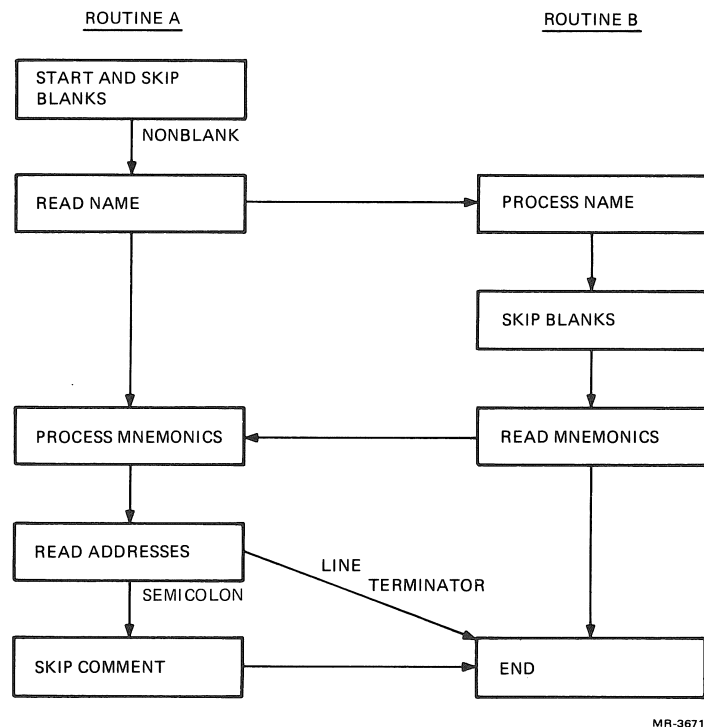 ROUTINE A
ROUTINE B
START AND SKIP
BLANKS
NONBLANK
READ NAME
PROCESS NAME
SKIP BLANKS
PROCESS MNEMONICS
READ MNEMONICS
READ ADDRESSES
LINE
TERMINATOR
SEMICOLON
SKIP COMMENT
END
MR-3671